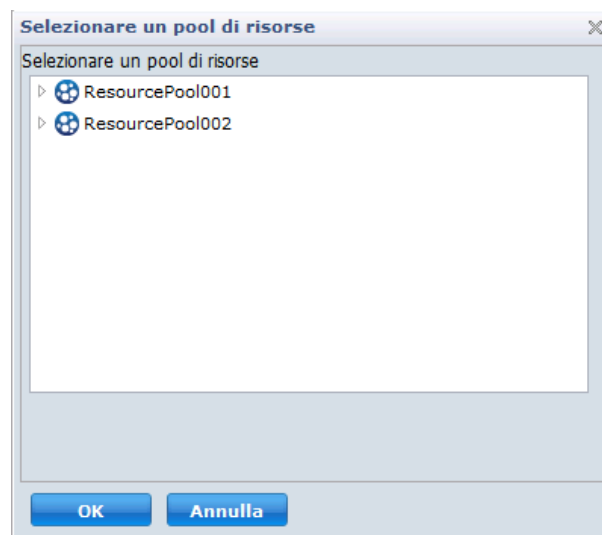 Selezionare un pool di risorse
Selezionare un pool di risorse
ResourcePool001
ResourcePool002
OK
Annulla